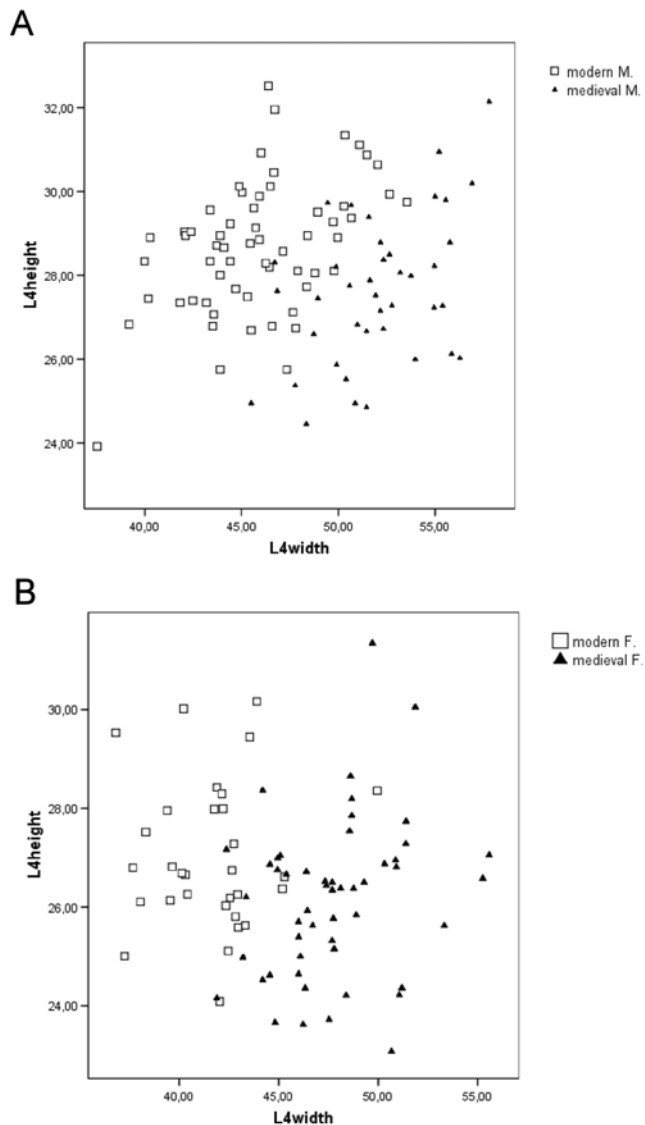 A
modern M.
medieval M.
L4height
32,00
30,00
28,00
26,00
24,00
40,00 45,00 50,00 55,00
L4width
B
modern F.
medieval F.
L4height
30,00
28,00
26,00
24,00
40,00 45,00 50,00 55,00
L4width